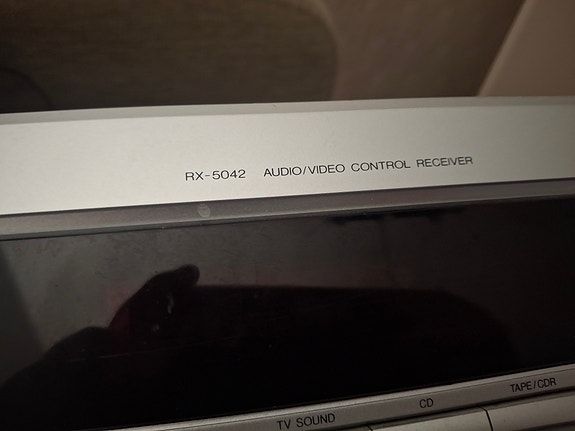 RX-5042 AUDIO/VIDEO CONTROL RECEIVER
TV SOUND CD TAPE/CDR